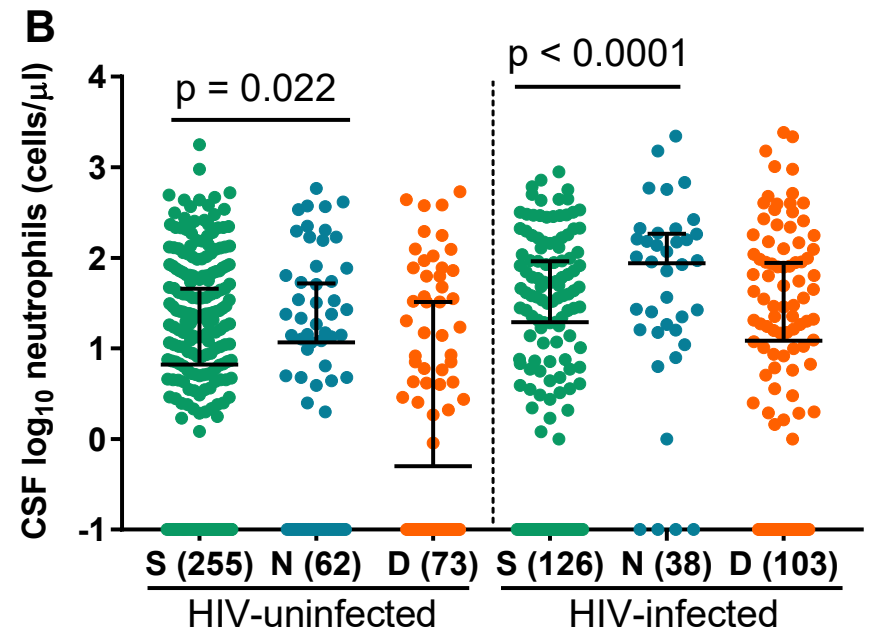 B
CSF log10 neutrophils (cells/μl)
p = 0.022
p < 0.0001
4
3
2
1
0
-1
S (255) N (62) D (73) S (126) N (38) D (103)
HIV-uninfected HIV-infected